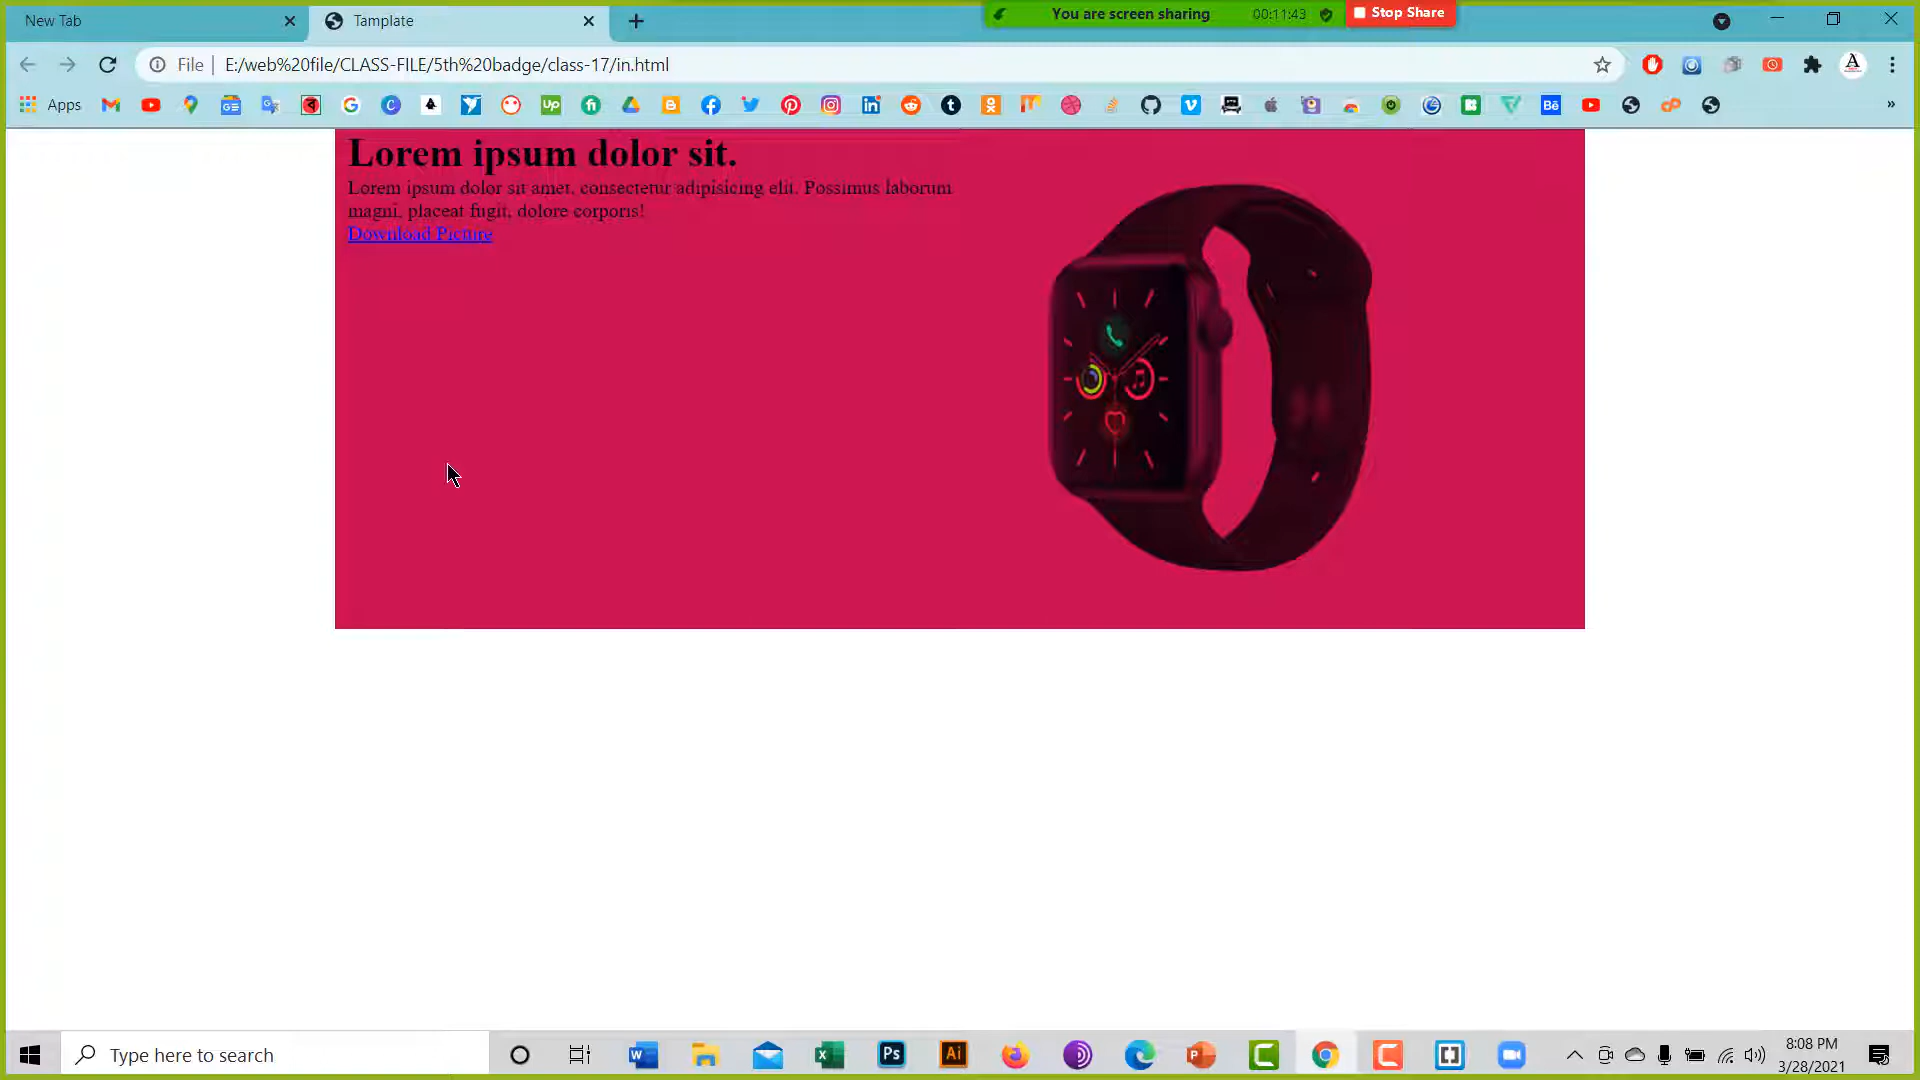 New Tab
Tamplate
You are screen sharing 00:11:43 Stop Share
File E:/web%20file/CLASS-FILE/5th%20badge/class-17/in.html
Apps
Lorem ipsum dolor sit.
Lorem ipsum dolor sit amet, consectetur adipisicing elit. Possimus laborum
magni, placeat fugit, dolore corporis!
Download Picture
Type here to search
8:08 PM
3/28/2021